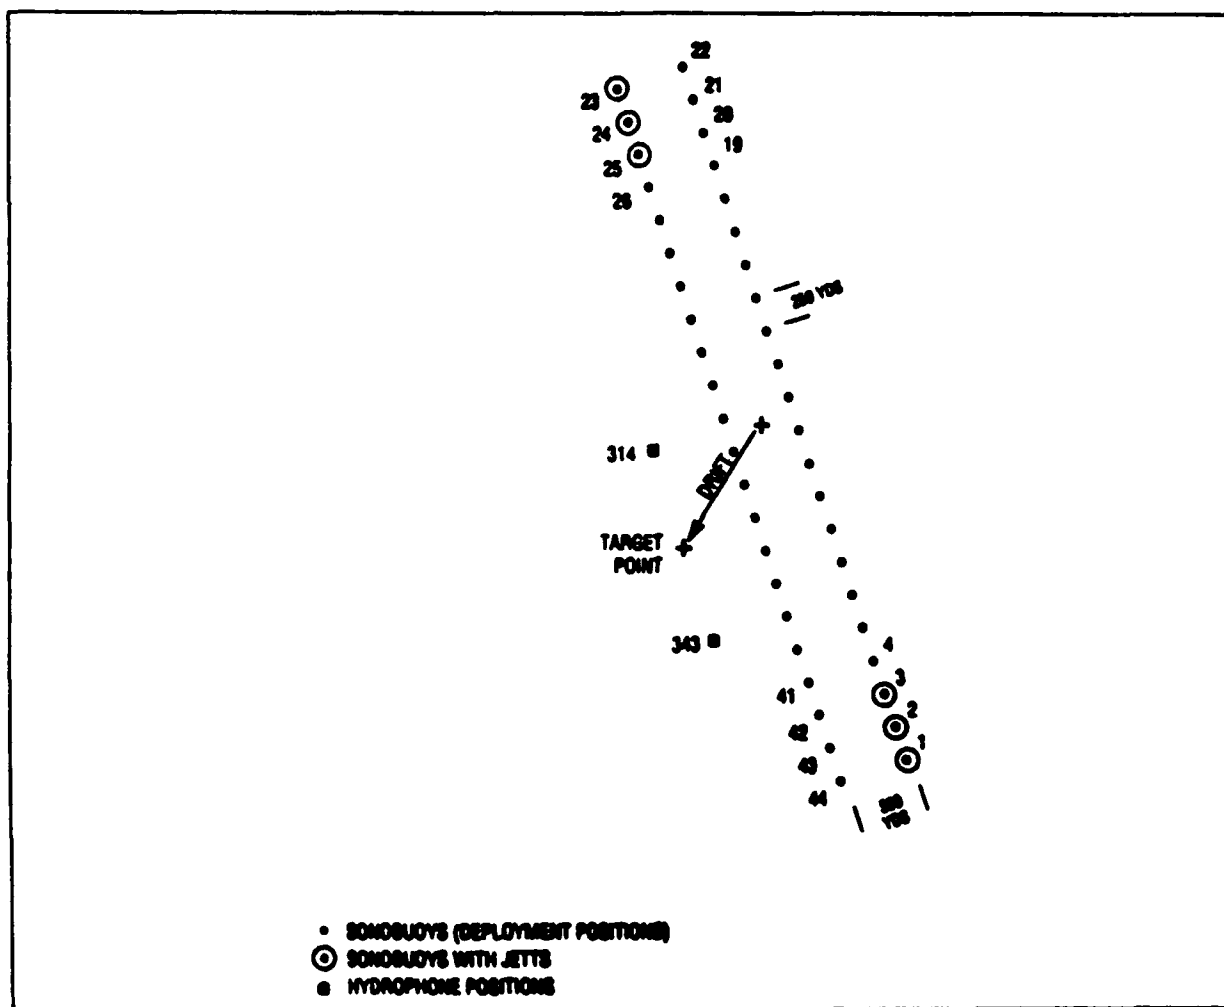 22
21
23
20
24
19
25
26
250 YDS
314
DRIFT
TARGET
POINT
343
4
3
41
2
42
1
43
44
YDS
SONOBUOYS (DEPLOYMENT POSITIONS)
SONOBUOYS WITH JETTS
HYDROPHONE POSITIONS